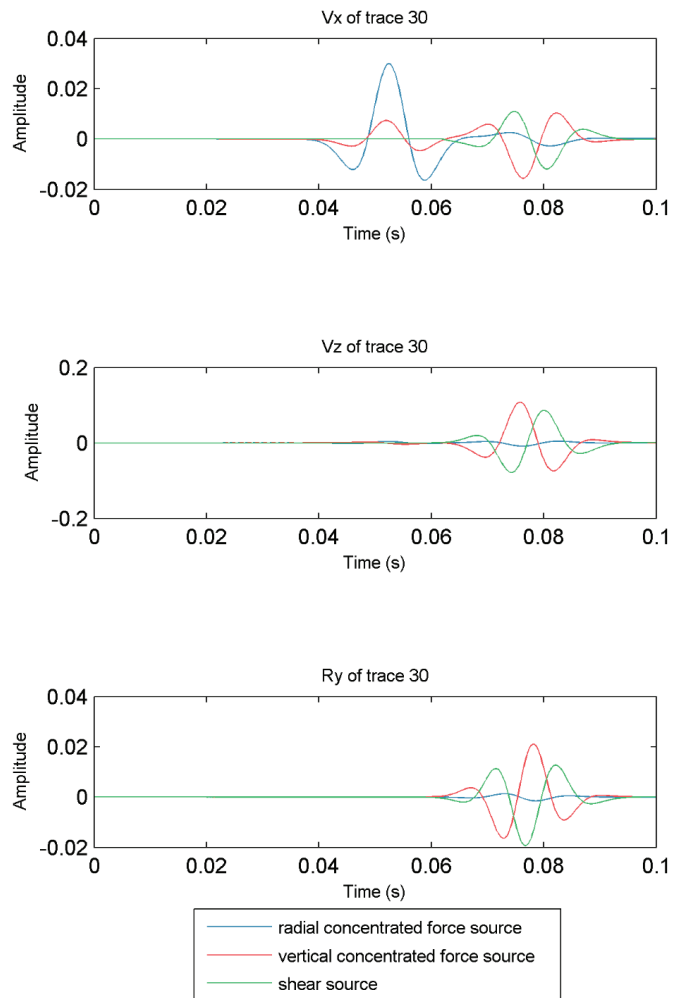 Vx of trace 30
0.04
0.02
0
-0.02
Amplitude
0 0.02 0.04 0.06 0.08 0.1
Time (s)
Vz of trace 30
0.2
0
-0.2
Amplitude
0 0.02 0.04 0.06 0.08 0.1
Time (s)
Ry of trace 30
0.04
0.02
0
-0.02
Amplitude
0 0.02 0.04 0.06 0.08 0.1
Time (s)
radial concentrated force source
vertical concentrated force source
shear source